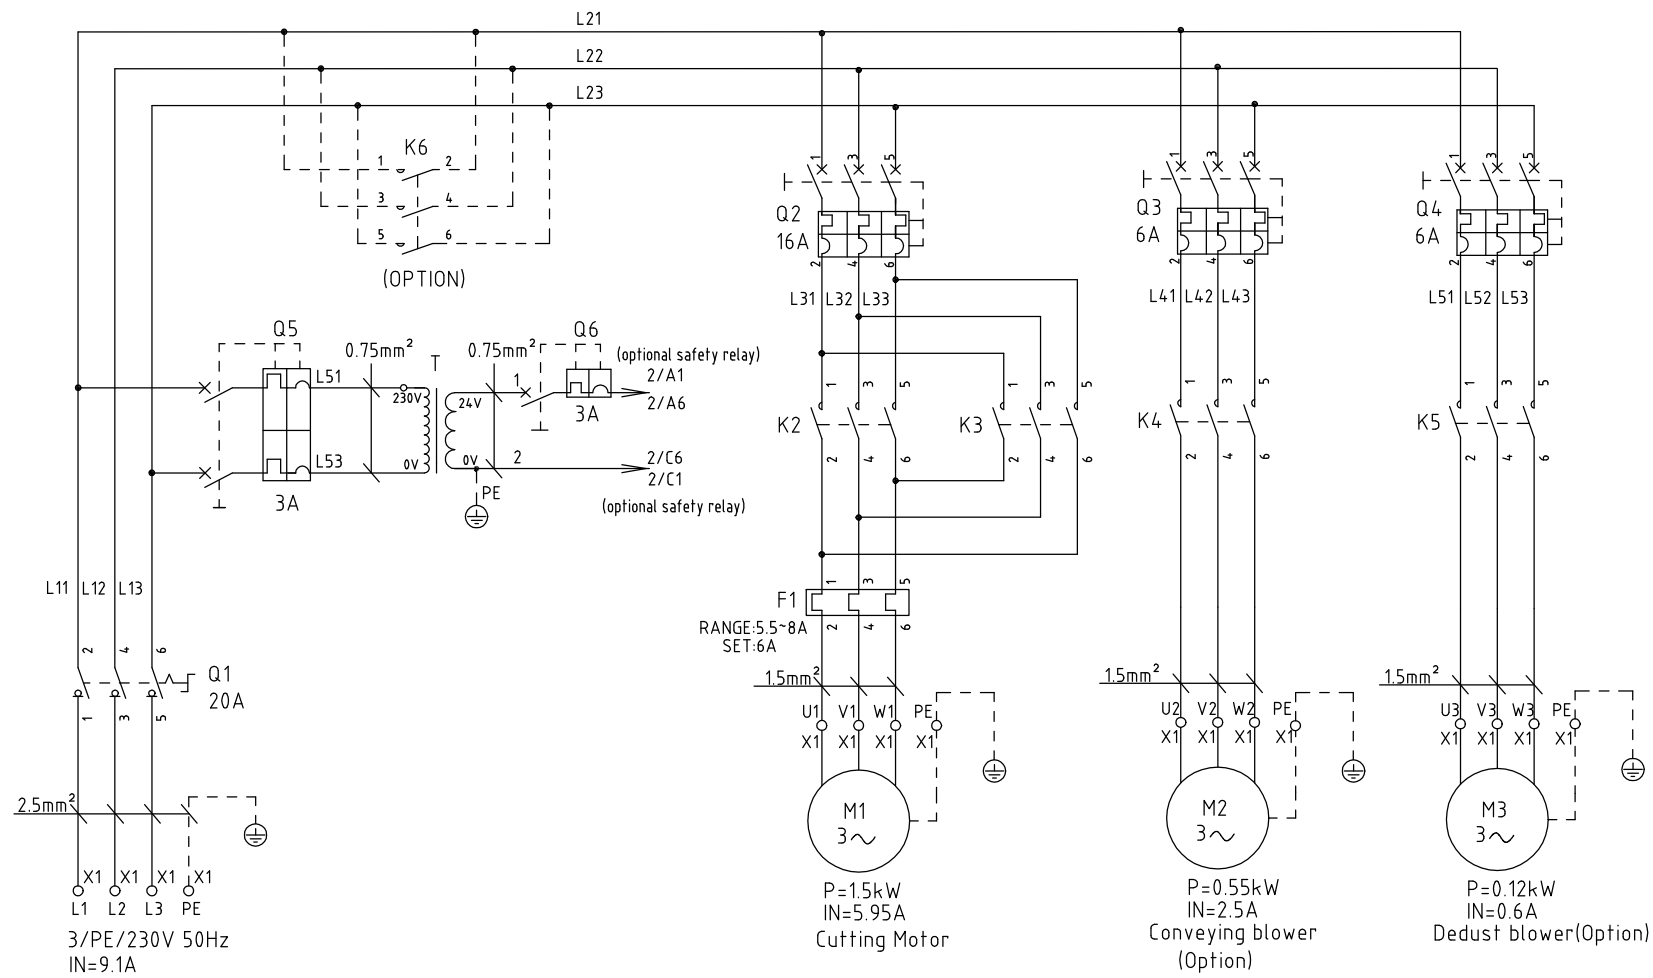 L21
L22
L23
K6
1 2
3 4
5 6
(OPTION)
1 3 5
Q2
16A
2 4 6
L31 L32 L33
1 3 5
Q3
6A
2 4 6
L41 L42 L43
1 3 5
Q4
6A
2 4 6
L51 L52 L53
Q5
0.75mm²
T
0.75mm²
Q6
(optional safety relay)
L51
230V
24V
1
2/A1
2/A6
3A
L53
0V
0V
2
2/C6
2/C1
3A
PE
(optional safety relay)
1 3 5
K2
2 4 6
1 3 5
K3
2 4 6
1 3 5
K4
2 4 6
1 3 5
K5
2 4 6
L11 L12 L13
2 4 6
Q1
20A
1 3 5
F1
1 3 5
RANGE:5.5~8A
SET:6A
2 4 6
1.5mm²
U1 V1 W1 PE
X1 X1 X1 X1
1.5mm²
U2 V2 W2 PE
X1 X1 X1 X1
1.5mm²
U3 V3 W3 PE
X1 X1 X1 X1
2.5mm²
X1 X1 X1 X1
L1 L2 L3 PE
3/PE/230V 50Hz
IN=9.1A
M1
3~
P=1.5kW
IN=5.95A
Cutting Motor
M2
3~
P=0.55kW
IN=2.5A
Conveying blower
(Option)
M3
3~
P=0.12kW
IN=0.6A
Dedust blower(Option)